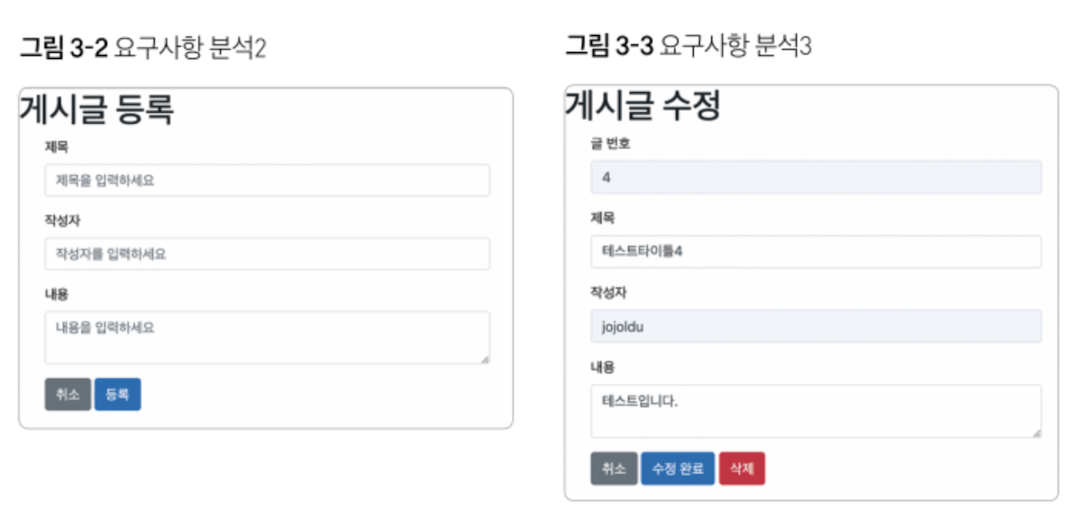 그림 3-2 요구사항 분석2
게시글 등록
제목
제목을 입력하세요
작성자
작성자를 입력하세요
내용
내용을 입력하세요
취소 등록
그림 3-3 요구사항 분석3
게시글 수정
글 번호
4
제목
테스트타이틀4
작성자
jojoldu
내용
테스트입니다.
취소 수정 완료 삭제